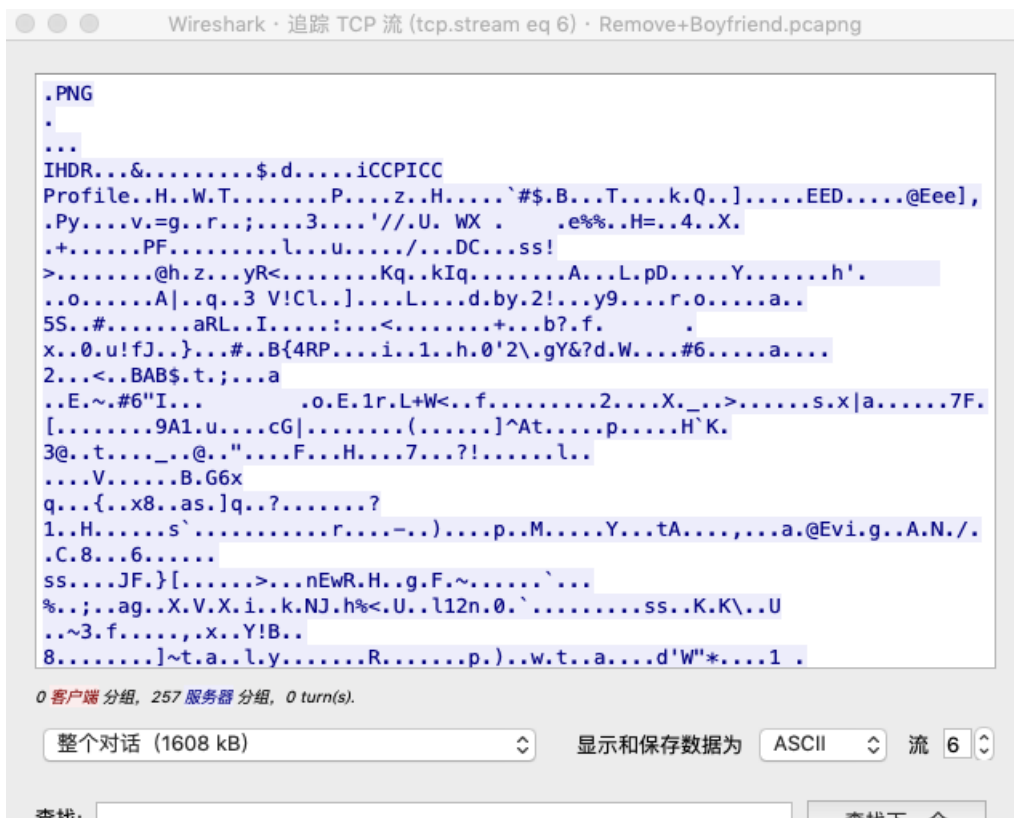 Wireshark · 追踪 TCP 流 (tcp.stream eq 6) · Remove+Boyfriend.pcapng
.PNG
.
...
IHDR...&.........$.d.....iCCPICC
Profile..H..W.T........P....z..H.....`#$.B...T....k.Q..].....EED.....@Eee],
.Py....v.=g..r..;....3....'//.U. WX .    .e%%..H=..4..X.
.+......PF.........l...u...../...DC...ss!
>........@h.z...yR<........Kq..kIq........A...L.pD.....Y.......h'.
..o......A|..q..3 V!Cl..]....L....d.by.2!...y9....r.o.....a..
5S..#.......aRL..I.....:...<........+...b?.f.      .
x..0.u!fJ..}...#..B{4RP....i..1..h.0'2\.gY&?d.W....#6.....a....
2...<..BAB$.t.;...a
..E.~.#6"I...      .o.E.1r.L+W<..f.........2....X._..>......s.x|a......7F.
[........9A1.u....cG|........(......]^At.....p.....H`K.
3@..t...._..@.."....F...H....7...?!......l..
....V......B.G6x
q...{..x8..as.]q..?.......?
1..H......s`...........r....-..)....p..M.....Y...tA....,...a.@Evi.g..A.N./.
.C.8...6......
ss....JF.}[......>...nEwR.H..g.F.~......`...
%..;..ag..X.V.X.i..k.NJ.h%<.U..l12n.0.`.........ss..K.K\..U
..~3.f.....,.x..Y!B..
8........]~t.a..l.y.......R.......p.)..w.t..a....d'W"*....1 .
0 客户端 分组, 257 服务器 分组, 0 turn(s).
整个对话 (1608 kB) 显示和保存数据为 ASCII 流 6
查找: